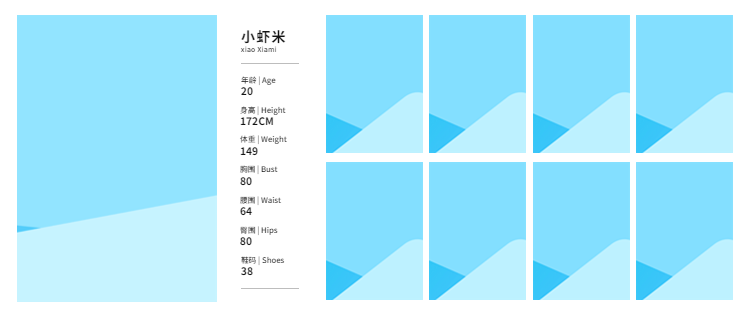 小虾米
xiao Xiami
年龄 | Age
20
身高 | Height
172CM
体重 | Weight
149
胸围 | Bust
80
腰围 | Waist
64
臀围 | Hips
80
鞋码 | Shoes
38